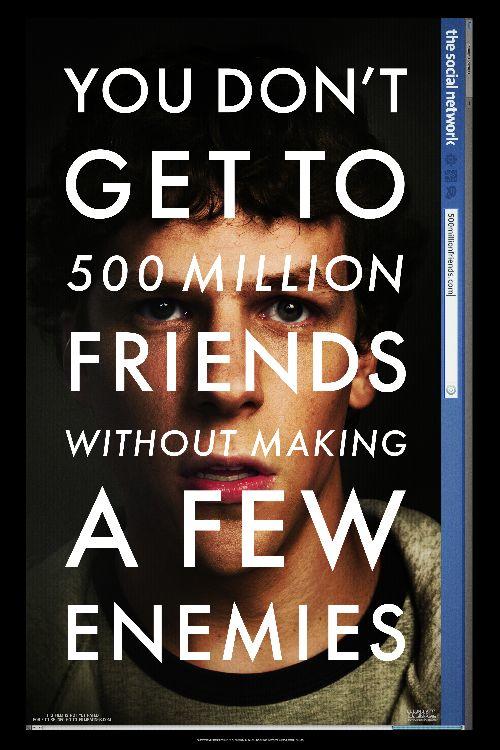 YOU DON'T
GET TO
500 MILLION
FRIENDS
WITHOUT MAKING
A FEW
ENEMIES
the social network
500millionfriends.com